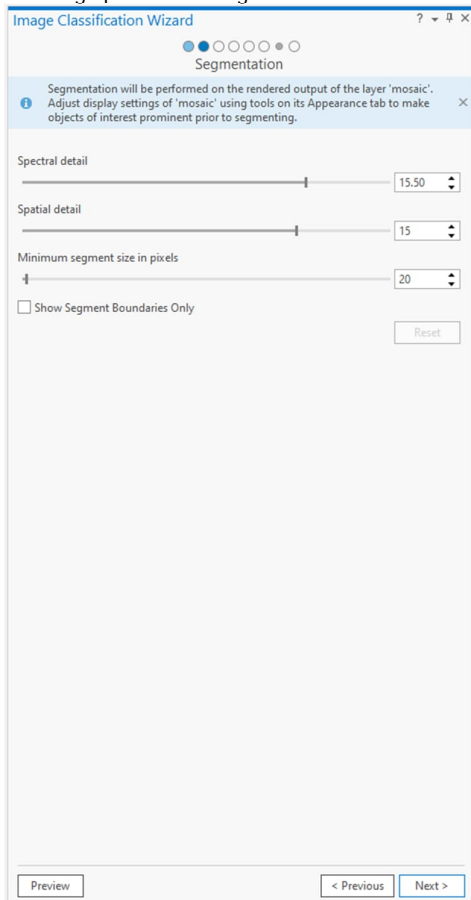 Image Classification Wizard
?
Segmentation
Segmentation will be performed on the rendered output of the layer 'mosaic'.
Adjust display settings of 'mosaic' using tools on its Appearance tab to make
objects of interest prominent prior to segmenting.
Spectral detail
15.50
Spatial detail
15
Minimum segment size in pixels
20
Show Segment Boundaries Only
Reset
Preview
< Previous
Next >